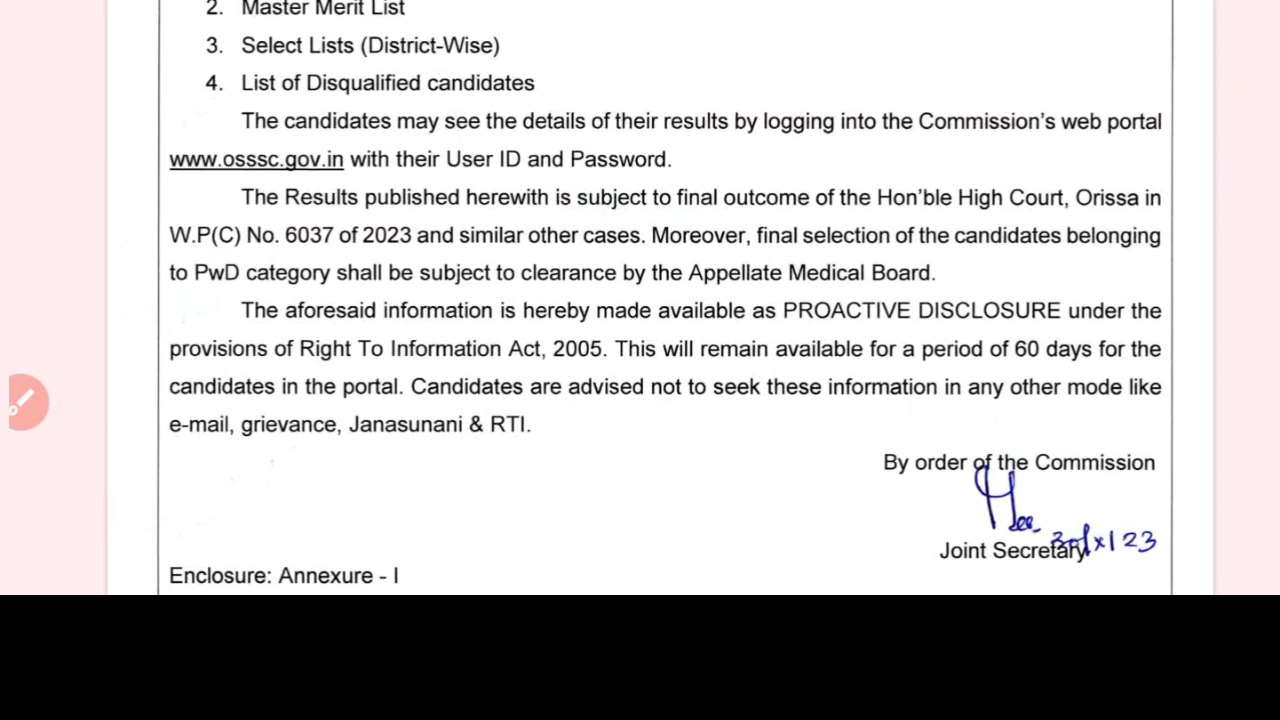 2. Master Merit List
3. Select Lists (District-Wise)
4. List of Disqualified candidates
The candidates may see the details of their results by logging into the Commission's web portal
www.osssc.gov.in with their User ID and Password.
The Results published herewith is subject to final outcome of the Hon'ble High Court, Orissa in
W.P(C) No. 6037 of 2023 and similar other cases. Moreover, final selection of the candidates belonging
to PwD category shall be subject to clearance by the Appellate Medical Board.
The aforesaid information is hereby made available as PROACTIVE DISCLOSURE under the
provisions of Right To Information Act, 2005. This will remain available for a period of 60 days for the
candidates in the portal. Candidates are advised not to seek these information in any other mode like
e-mail, grievance, Janasunani & RTI.
By order of the Commission
Joint Secretary
Enclosure: Annexure - I